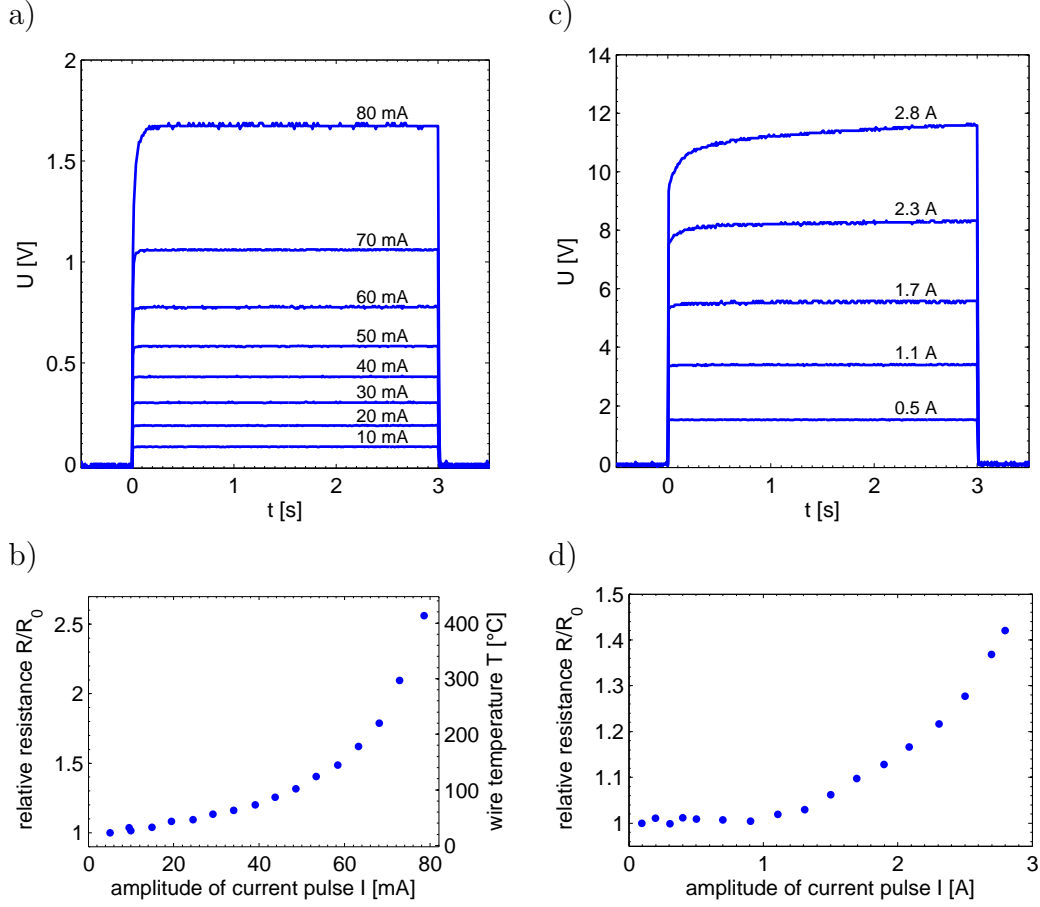 a)
2
1.5
1
0.5
0
U [V]
80 mA
70 mA
60 mA
50 mA
40 mA
30 mA
20 mA
10 mA
0 1 2 3
t [s]
c)
14
12
10
8
6
4
2
0
U [V]
2.8 A
2.3 A
1.7 A
1.1 A
0.5 A
0 1 2 3
t [s]
b)
relative resistance R/R0
2.5
2
1.5
1
400
300
200
100
0
wire temperature T [°C]
0 20 40 60 80
amplitude of current pulse I [mA]
d)
relative resistance R/R0
1.5
1.4
1.3
1.2
1.1
1
0 1 2 3
amplitude of current pulse I [A]